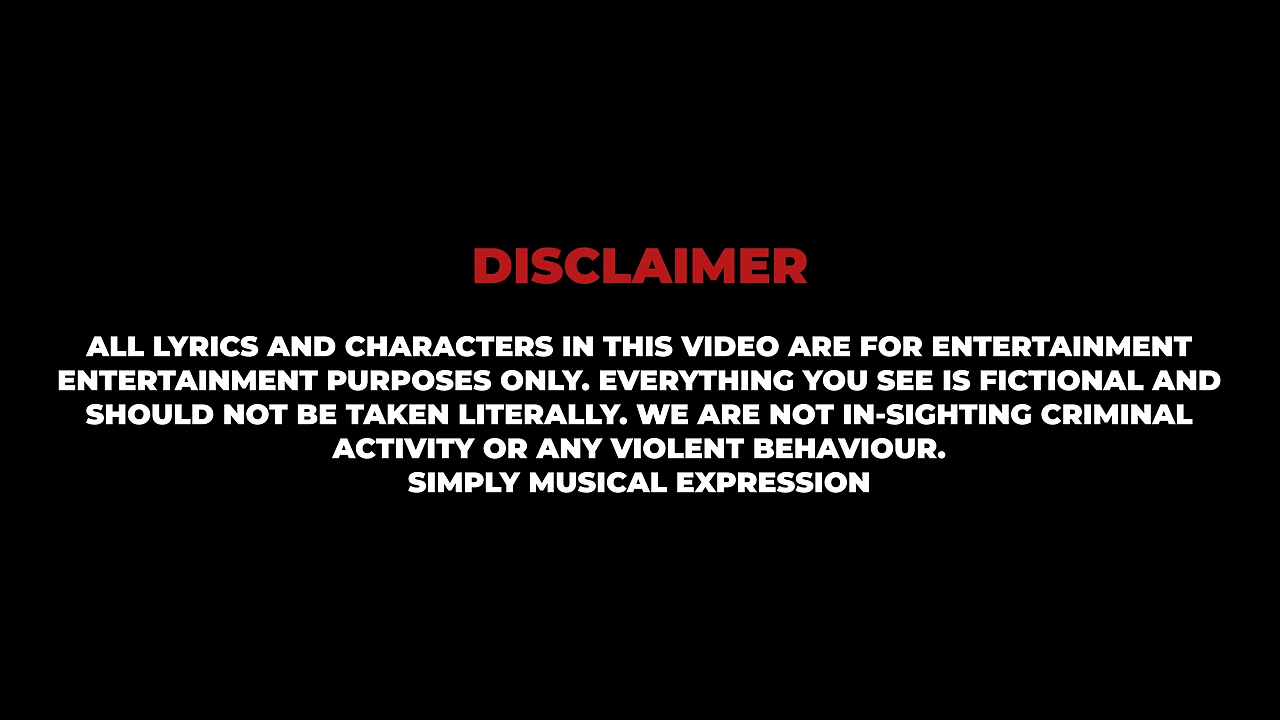 DISCLAIMER
ALL LYRICS AND CHARACTERS IN THIS VIDEO ARE FOR ENTERTAINMENT
ENTERTAINMENT PURPOSES ONLY. EVERYTHING YOU SEE IS FICTIONAL AND
SHOULD NOT BE TAKEN LITERALLY. WE ARE NOT IN-SIGHTING CRIMINAL
ACTIVITY OR ANY VIOLENT BEHAVIOUR.
SIMPLY MUSICAL EXPRESSION